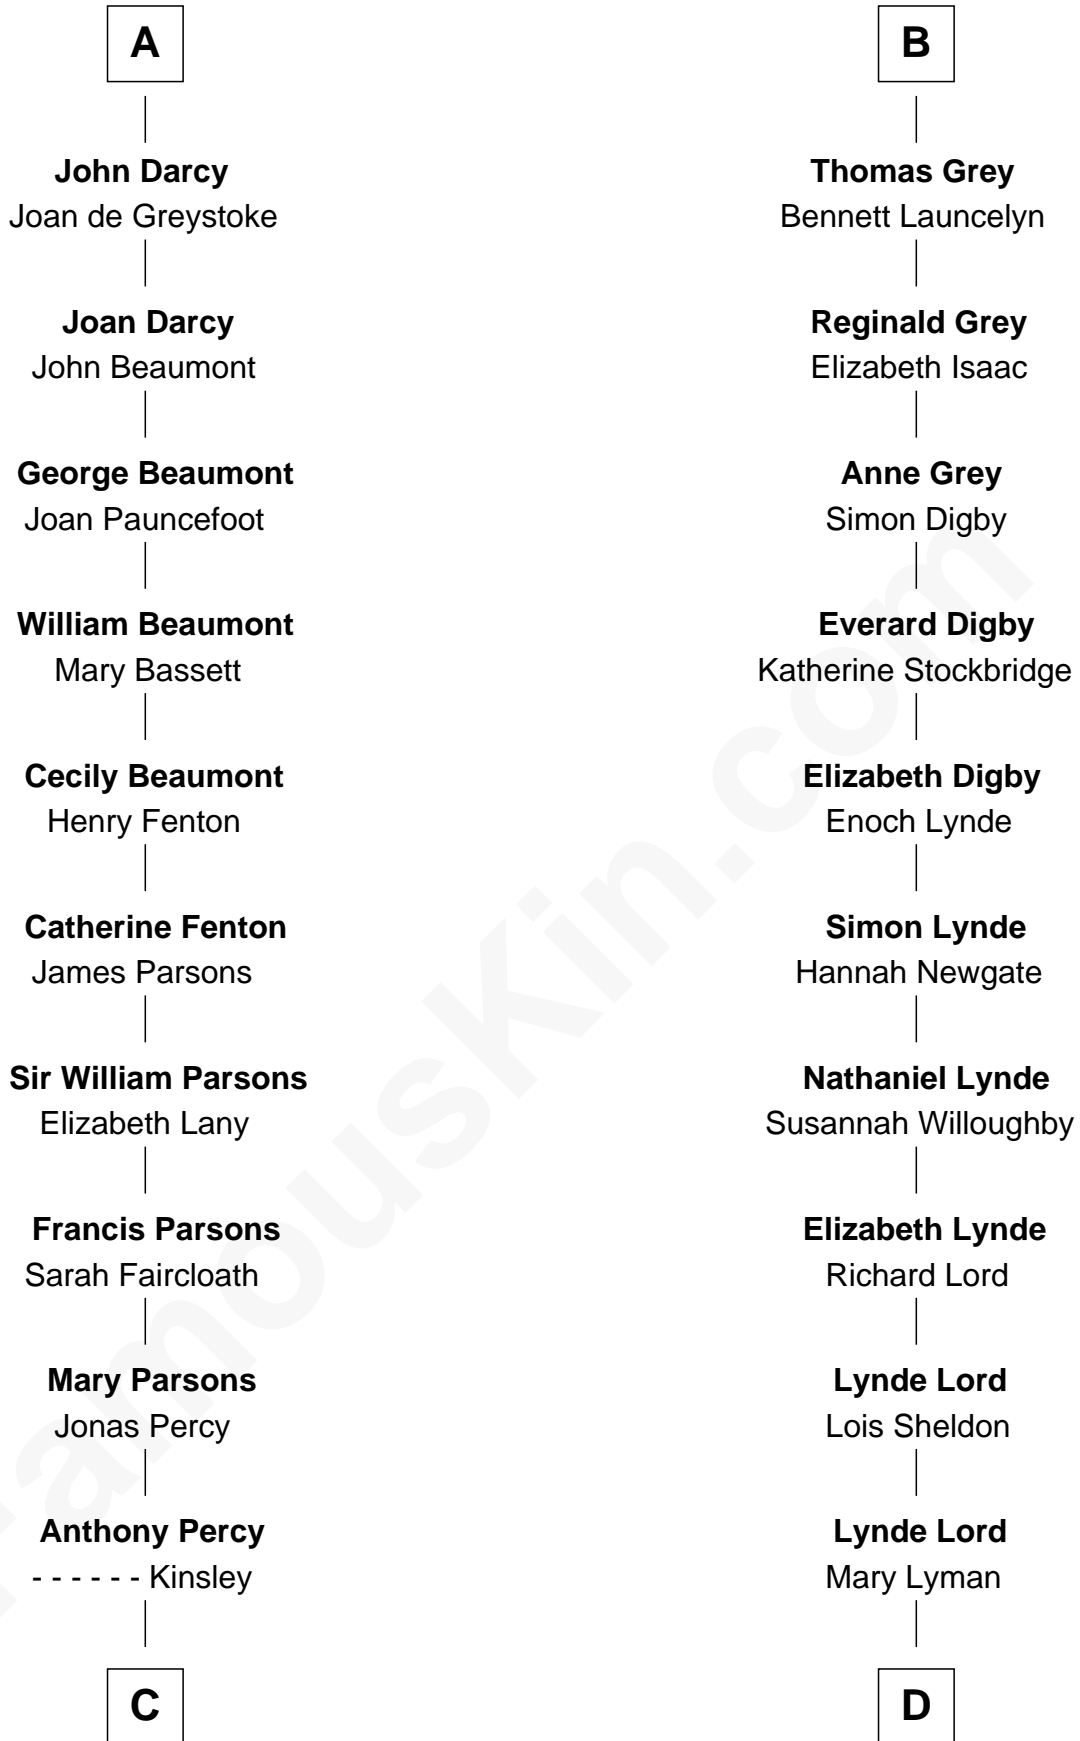 A
John Darcy
Joan de Greystoke
Joan Darcy
John Beaumont
George Beaumont
Joan Pauncefoot
William Beaumont
Mary Bassett
Cecily Beaumont
Henry Fenton
Catherine Fenton
James Parsons
Sir William Parsons
Elizabeth Lany
Francis Parsons
Sarah Faircloath
Mary Parsons
Jonas Percy
Anthony Percy
- - - - - - Kinsley
C
B
Thomas Grey
Bennett Launcelyn
Reginald Grey
Elizabeth Isaac
Anne Grey
Simon Digby
Everard Digby
Katherine Stockbridge
Elizabeth Digby
Enoch Lynde
Simon Lynde
Hannah Newgate
Nathaniel Lynde
Susannah Willoughby
Elizabeth Lynde
Richard Lord
Lynde Lord
Lois Sheldon
Lynde Lord
Mary Lyman
D
FamousKin.com